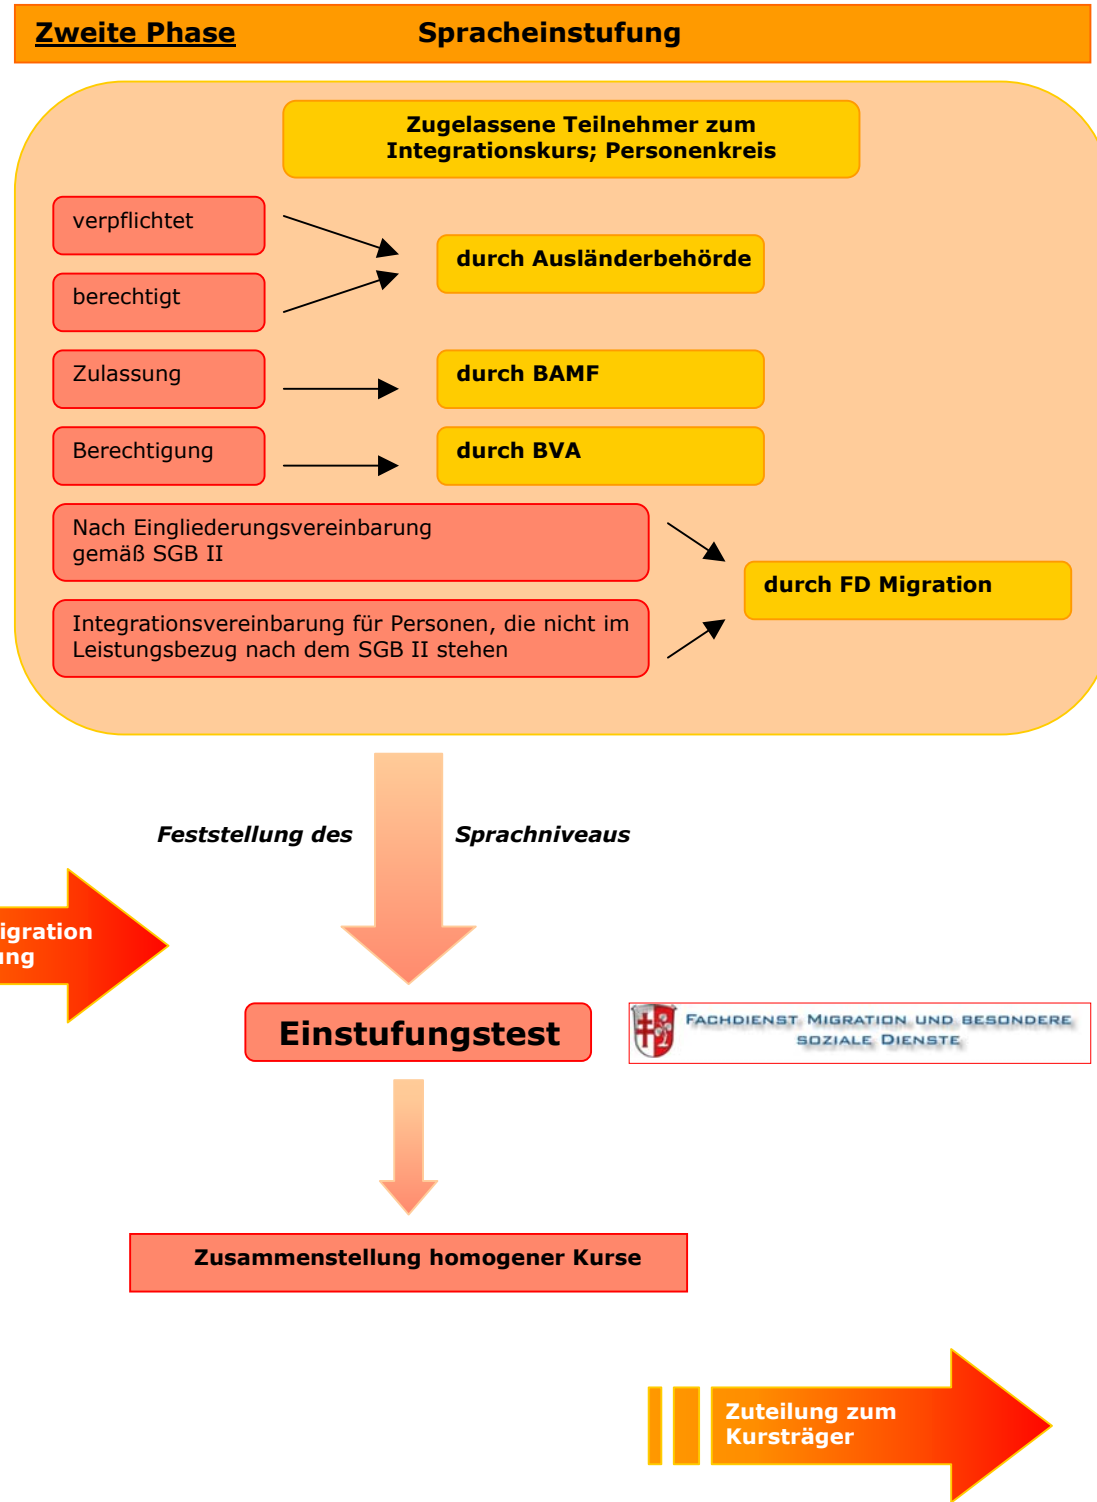 Zweite Phase Spracheinstufung
Zugelassene Teilnehmer zum
Integrationskurs; Personenkreis
verpflichtet
durch Ausländerbehörde
berechtigt
Zulassung
durch BAMF
Berechtigung
durch BVA
Nach Eingliederungsvereinbarung
gemäß SGB II
durch FD Migration
Integrationsvereinbarung für Personen, die nicht im
Leistungsbezug nach dem SGB II stehen
Feststellung des Sprachniveaus
igration
ung
Einstufungstest
FACHDIENST MIGRATION UND BESONDERE
SOZIALE DIENSTE
Zusammenstellung homogener Kurse
Zuteilung zum
Kursträger